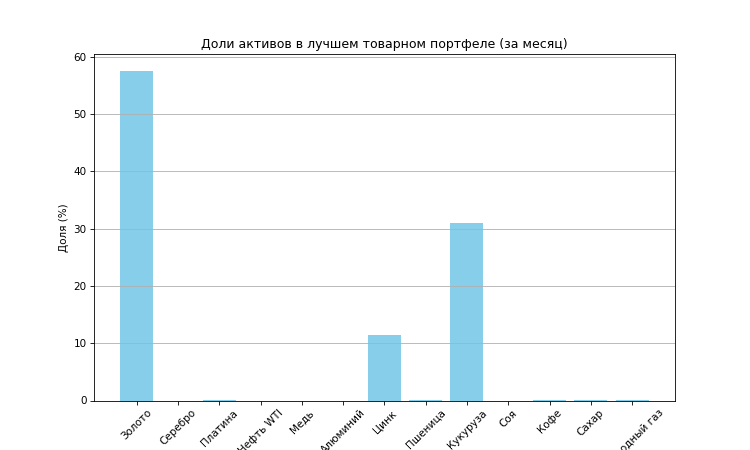 Доли активов в лучшем товарном портфеле (за месяц)
Доля (%)
60
50
40
30
20
10
0
Золото
Серебро
Платина
Нефть WTI
Медь
Алюминий
Цинк
Пшеница
Кукуруза
Соя
Кофе
Сахар
газ